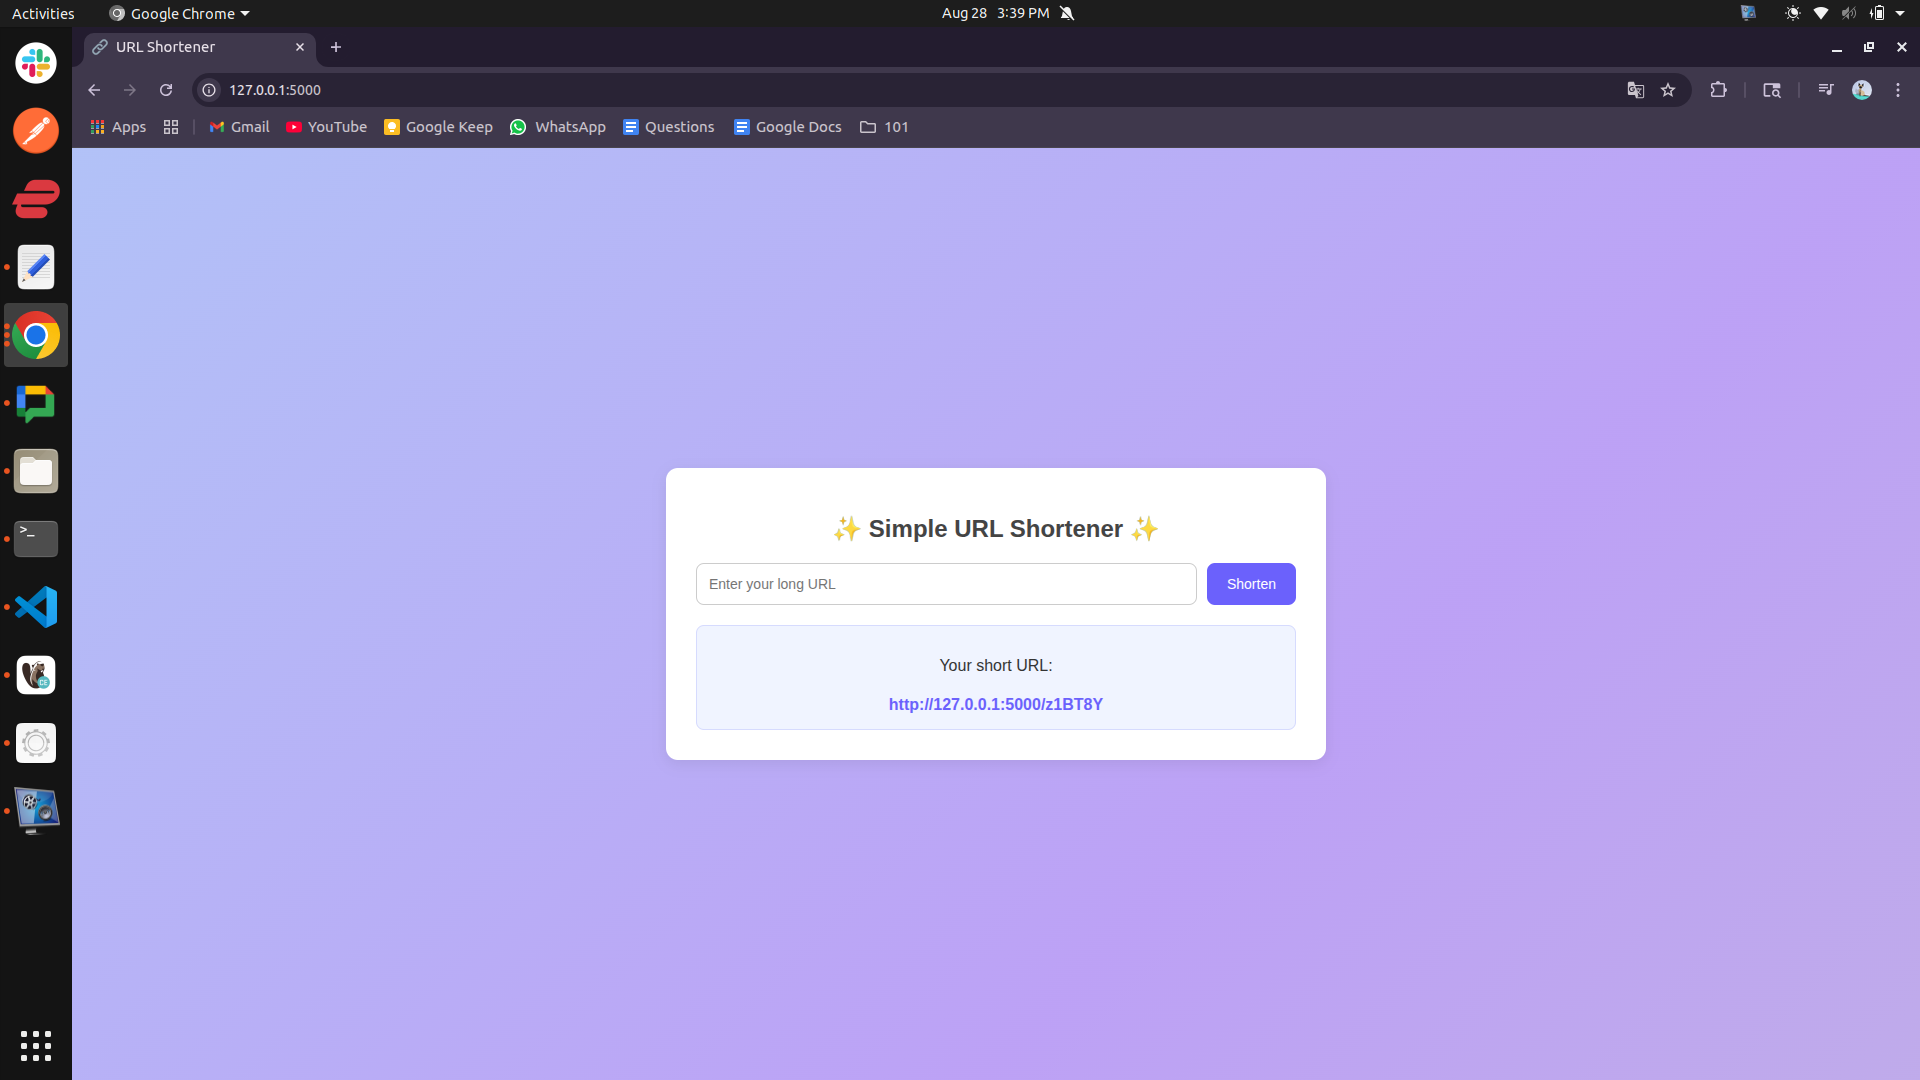 Activities
Google Chrome
Aug 28 3:39 PM
URL Shortener
127.0.0.1:5000
Apps
Gmail
YouTube
Google Keep
WhatsApp
Questions
Google Docs
101
✨ Simple URL Shortener ✨
Enter your long URL
Shorten
Your short URL:
http://127.0.0.1:5000/z1BT8Y